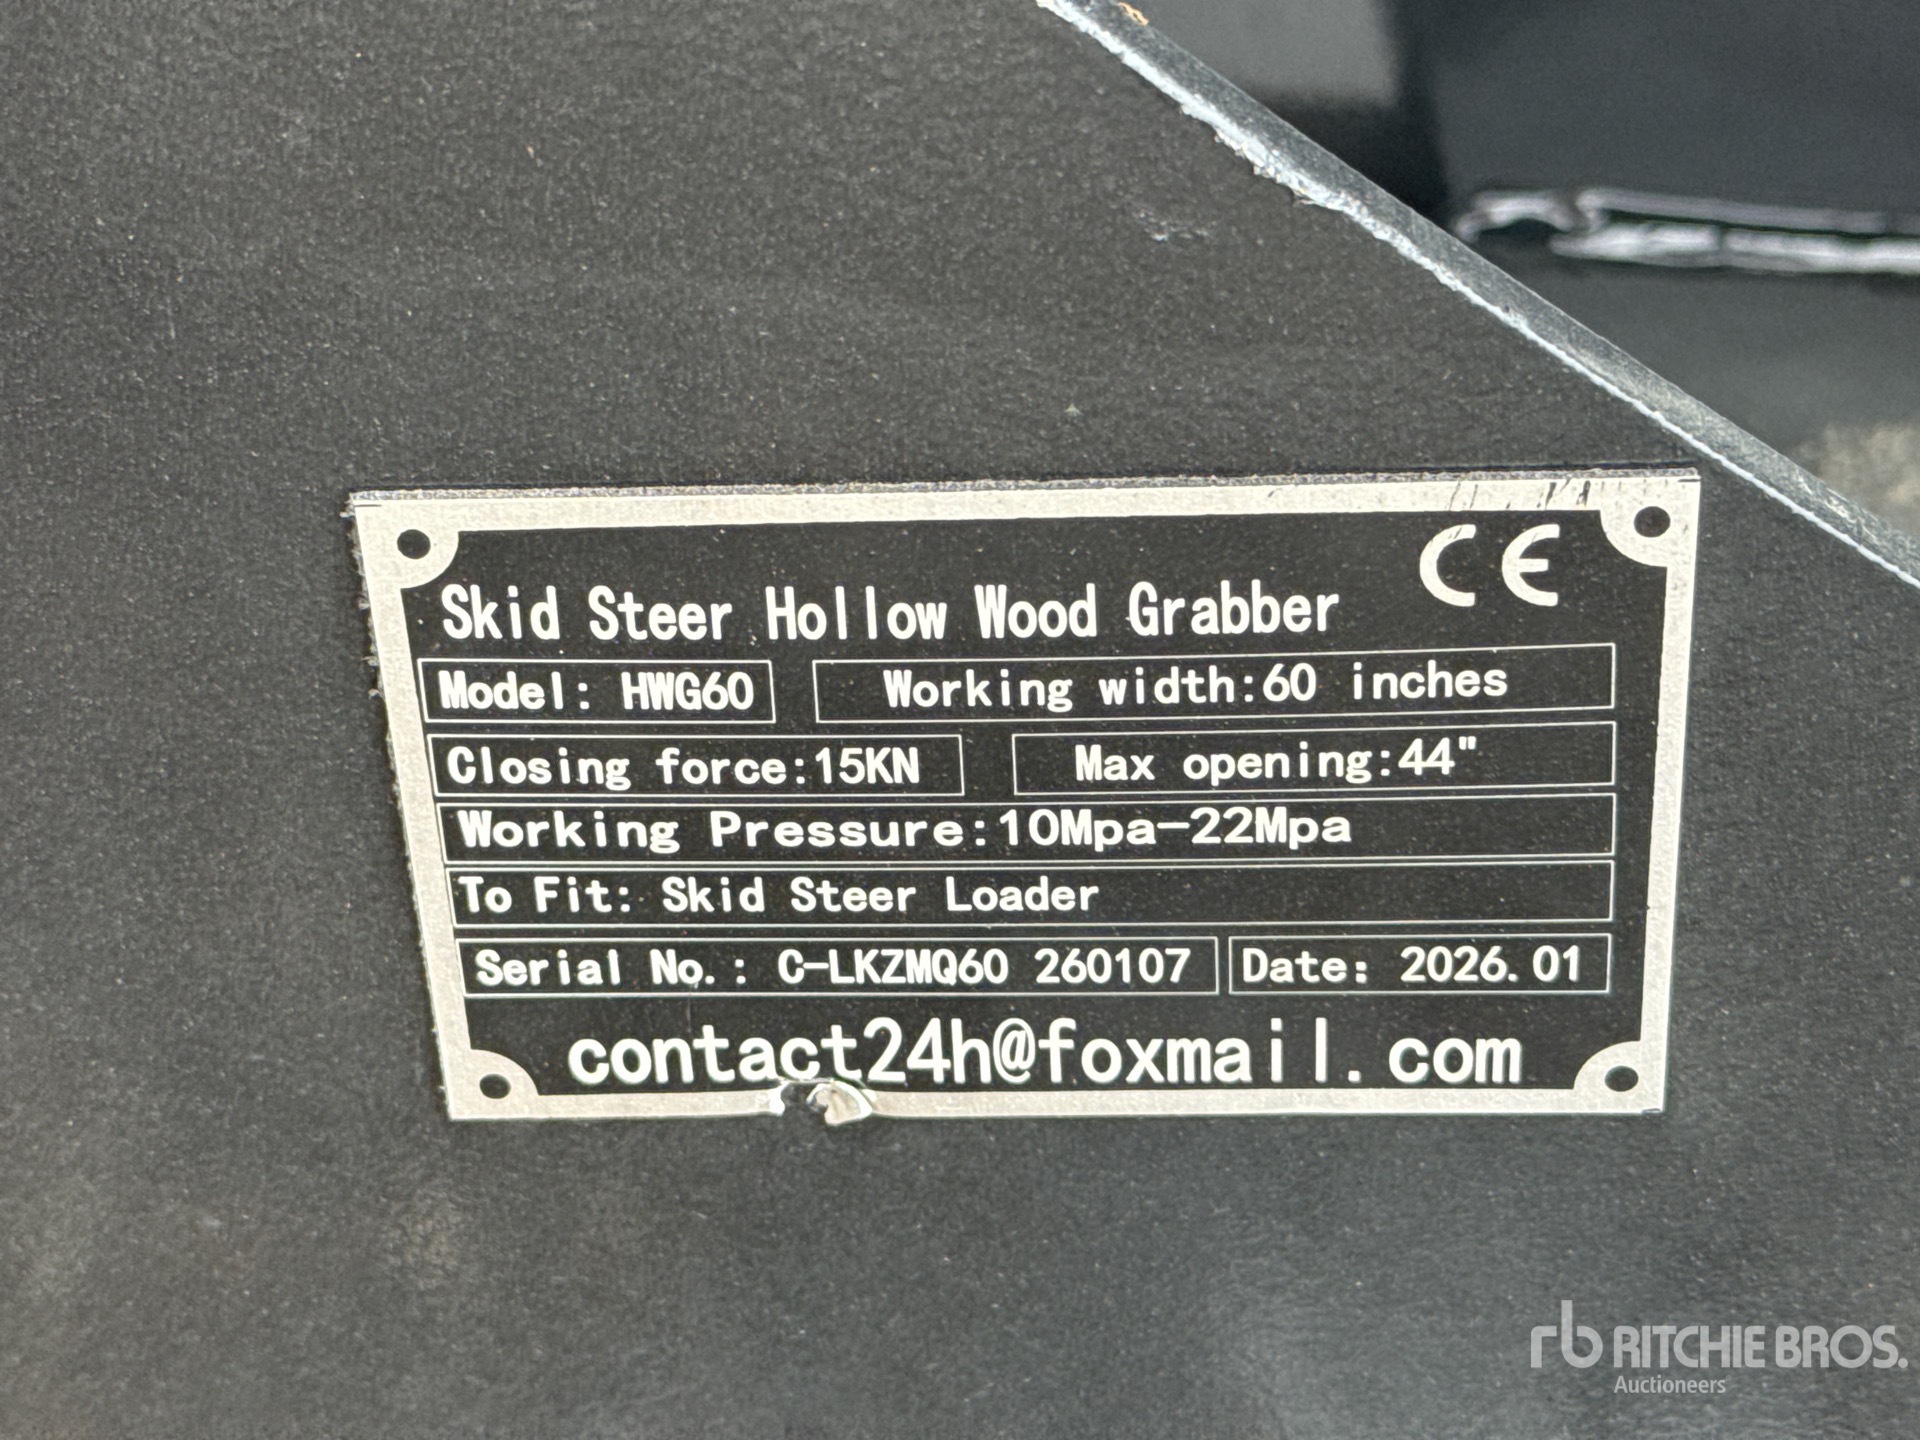 CE
Skid Steer Hollow Wood Grabber
Model: HWG60 Working width:60 inches
Closing force:15KN Max opening:44"
Working Pressure:10Mpa-22Mpa
To Fit: Skid Steer Loader
Serial No.: C-LKZMQ60 260107 Date: 2026.01
contact24h@foxmail.com
rb RITCHIE BROS.
Auctioneers